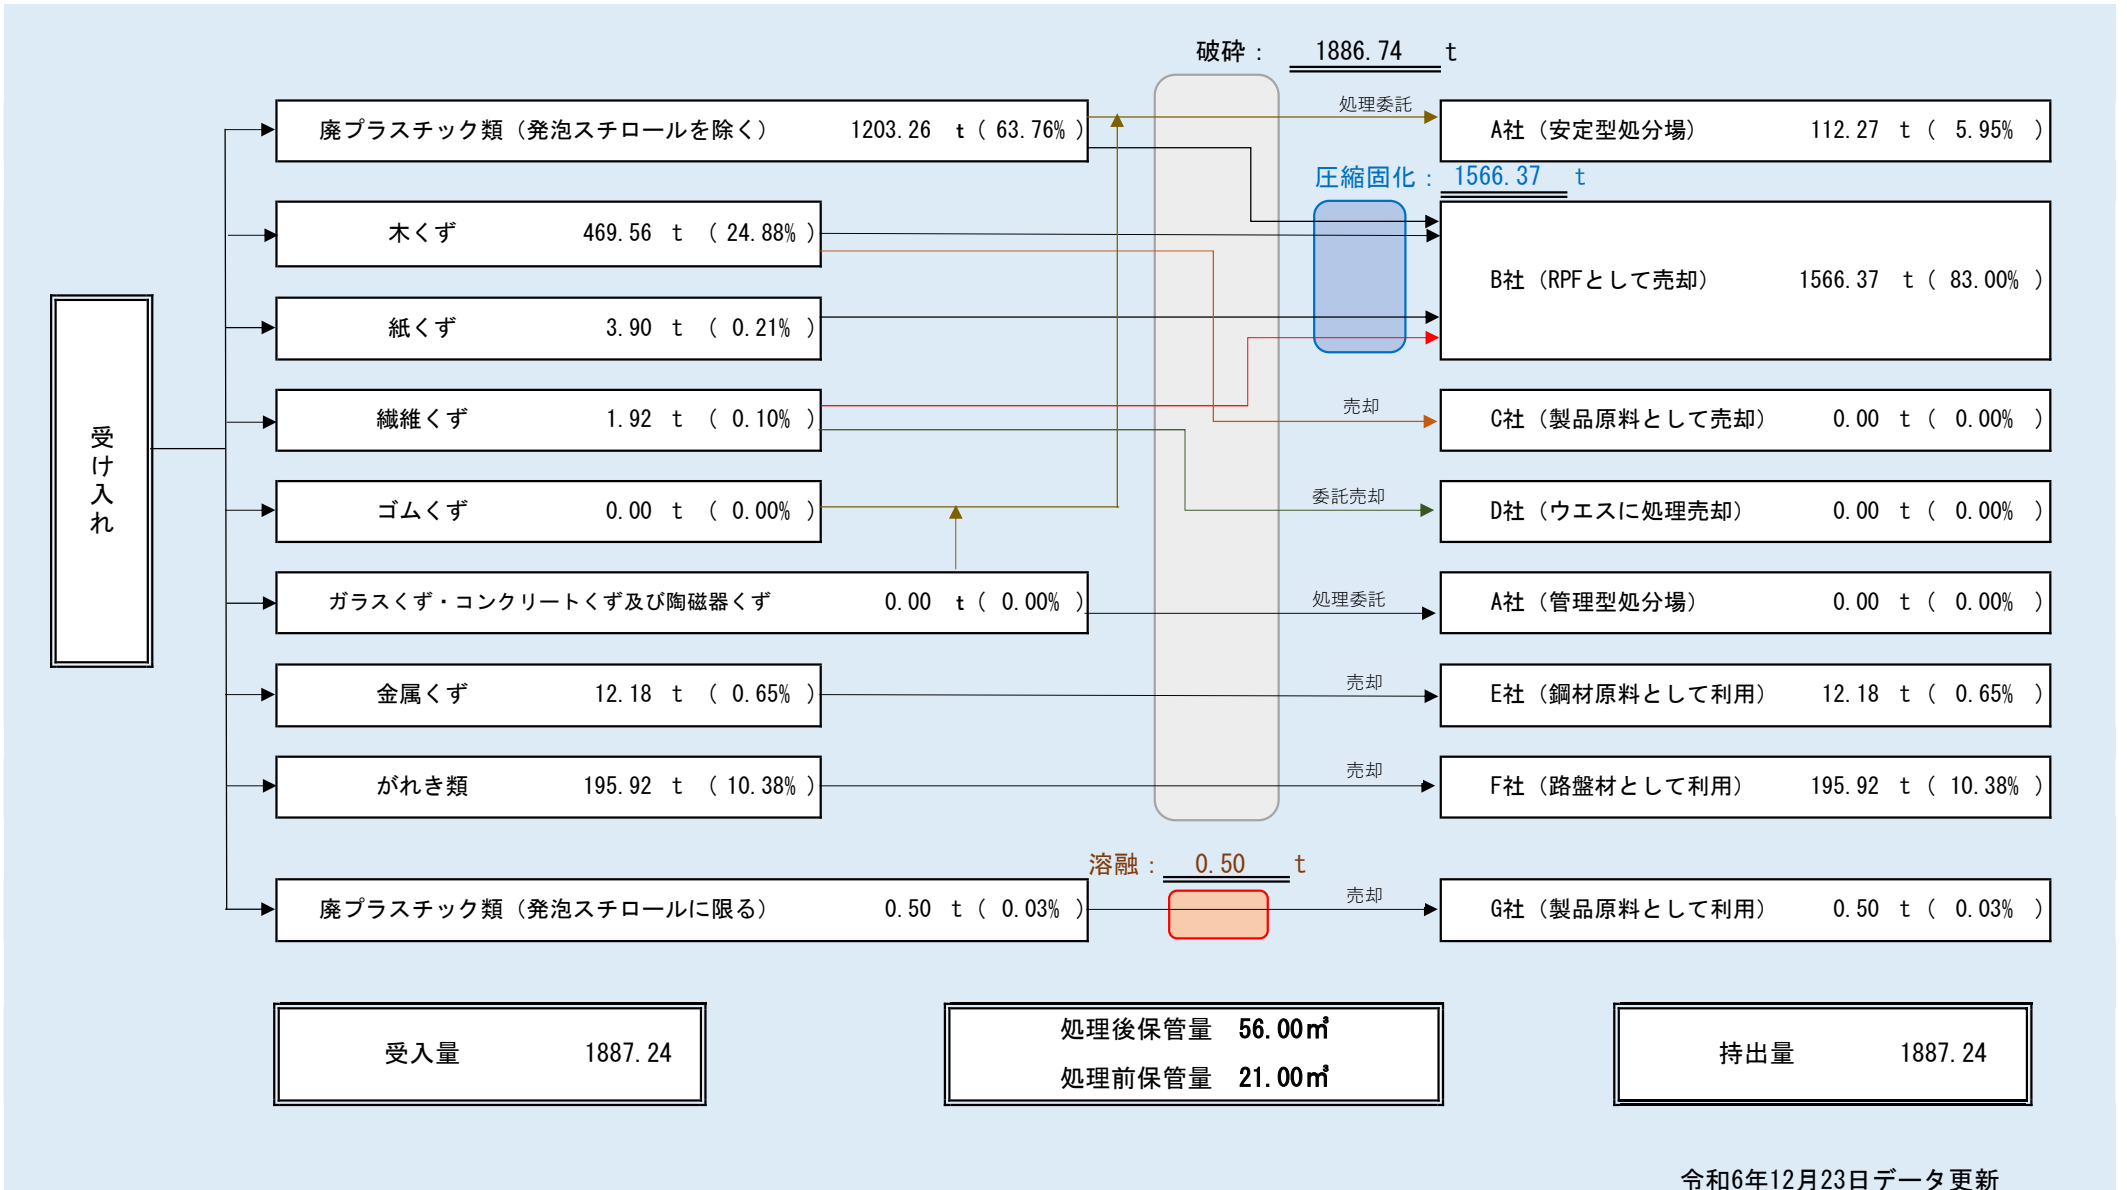 破砕： 1886.74 t
廃プラスチック類（発泡スチロールを除く） 1203.26 t ( 63.76% )
処理委託
A社（安定型処分場） 112.27 t ( 5.95% )
圧縮固化： 1566.37 t
木くず 469.56 t ( 24.88% )
B社（RPFとして売却） 1566.37 t ( 83.00% )
紙くず 3.90 t ( 0.21% )
繊維くず 1.92 t ( 0.10% )
売却
C社（製品原料として売却） 0.00 t ( 0.00% )
受け入れ
ゴムくず 0.00 t ( 0.00% )
委託売却
D社（ウエスに処理売却） 0.00 t ( 0.00% )
ガラスくず・コンクリートくず及び陶磁器くず 0.00 t ( 0.00% )
処理委託
A社（管理型処分場） 0.00 t ( 0.00% )
金属くず 12.18 t ( 0.65% )
売却
E社（鋼材原料として利用） 12.18 t ( 0.65% )
がれき類 195.92 t ( 10.38% )
売却
F社（路盤材として利用） 195.92 t ( 10.38% )
溶融： 0.50 t
廃プラスチック類（発泡スチロールに限る） 0.50 t ( 0.03% )
売却
G社（製品原料として利用） 0.50 t ( 0.03% )
受入量 1887.24
処理後保管量 56.00㎥
処理前保管量 21.00㎥
持出量 1887.24
令和6年12月23日データ更新